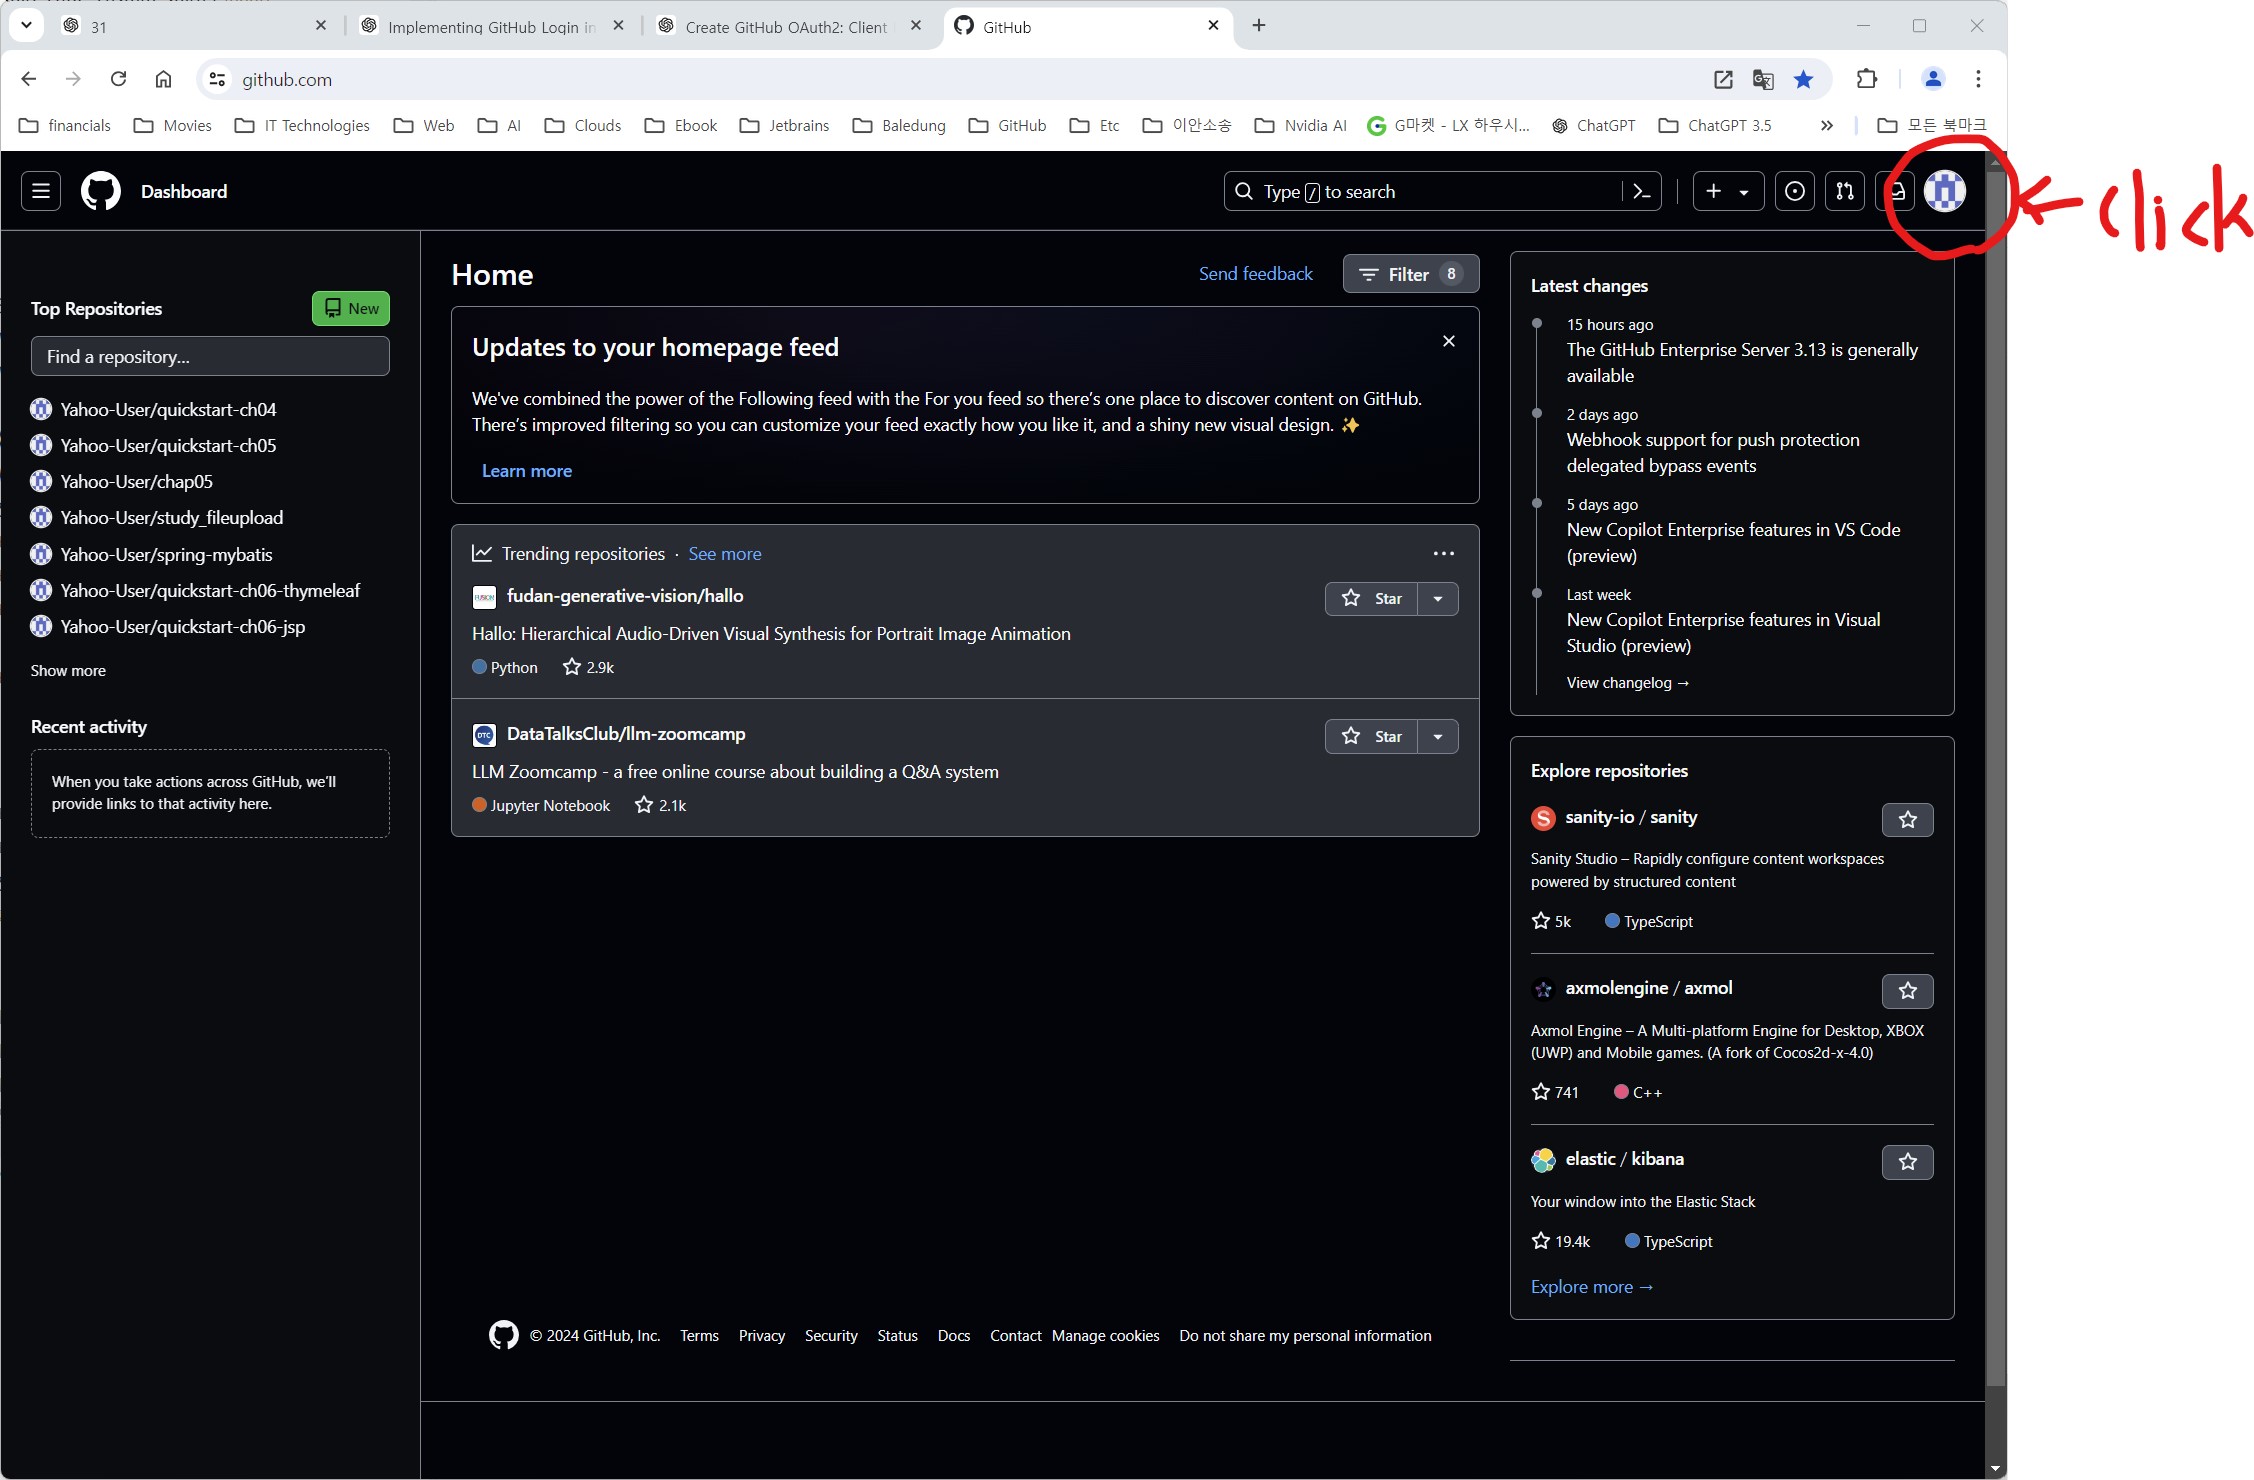 31
Implementing GitHub Login in
Create GitHub OAuth2: Client
GitHub
github.com
financials
Movies
IT Technologies
Web
AI
Clouds
Ebook
Jetbrains
Baledung
GitHub
Etc
이안소송
Nvidia AI
G마켓 - LX 하우시...
ChatGPT
ChatGPT 3.5
모든 북마크
Dashboard
Type / to search
click
Home
Send feedback
Filter 8
Top Repositories
New
Find a repository...
Yahoo-User/quickstart-ch04
Yahoo-User/quickstart-ch05
Yahoo-User/chap05
Yahoo-User/study_fileupload
Yahoo-User/spring-mybatis
Yahoo-User/quickstart-ch06-thymeleaf
Yahoo-User/quickstart-ch06-jsp
Show more
Recent activity
When you take actions across GitHub, we'll
provide links to that activity here.
Updates to your homepage feed
We've combined the power of the Following feed with the For you feed so there's one place to discover content on GitHub.
There's improved filtering so you can customize your feed exactly how you like it, and a shiny new visual design. ✨
Learn more
Trending repositories · See more
fudan-generative-vision/hallo
Star
Hallo: Hierarchical Audio-Driven Visual Synthesis for Portrait Image Animation
Python 2.9k
DTC
DataTalksClub/llm-zoomcamp
Star
LLM Zoomcamp - a free online course about building a Q&A system
Jupyter Notebook 2.1k
Latest changes
15 hours ago
The GitHub Enterprise Server 3.13 is generally
available
2 days ago
Webhook support for push protection
delegated bypass events
5 days ago
New Copilot Enterprise features in VS Code
(preview)
Last week
New Copilot Enterprise features in Visual
Studio (preview)
View changelog →
Explore repositories
sanity-io / sanity
Sanity Studio – Rapidly configure content workspaces
powered by structured content
5k TypeScript
axmolengine / axmol
Axmol Engine – A Multi-platform Engine for Desktop, XBOX
(UWP) and Mobile games. (A fork of Cocos2d-x-4.0)
741 C++
elastic / kibana
Your window into the Elastic Stack
19.4k TypeScript
Explore more →
© 2024 GitHub, Inc. Terms Privacy Security Status Docs Contact Manage cookies Do not share my personal information